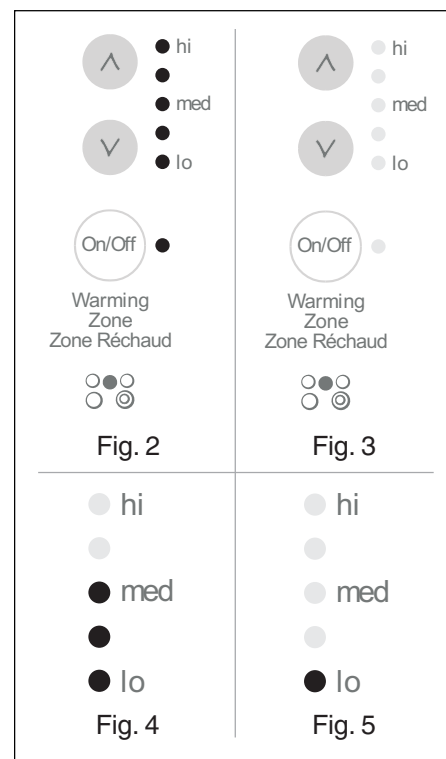 hi
med
lo
On/Off
Warming
Zone
Zone Réchaud
Fig. 2
hi
med
lo
On/Off
Warming
Zone
Zone Réchaud
Fig. 3
hi
med
lo
Fig. 4
hi
med
lo
Fig. 5